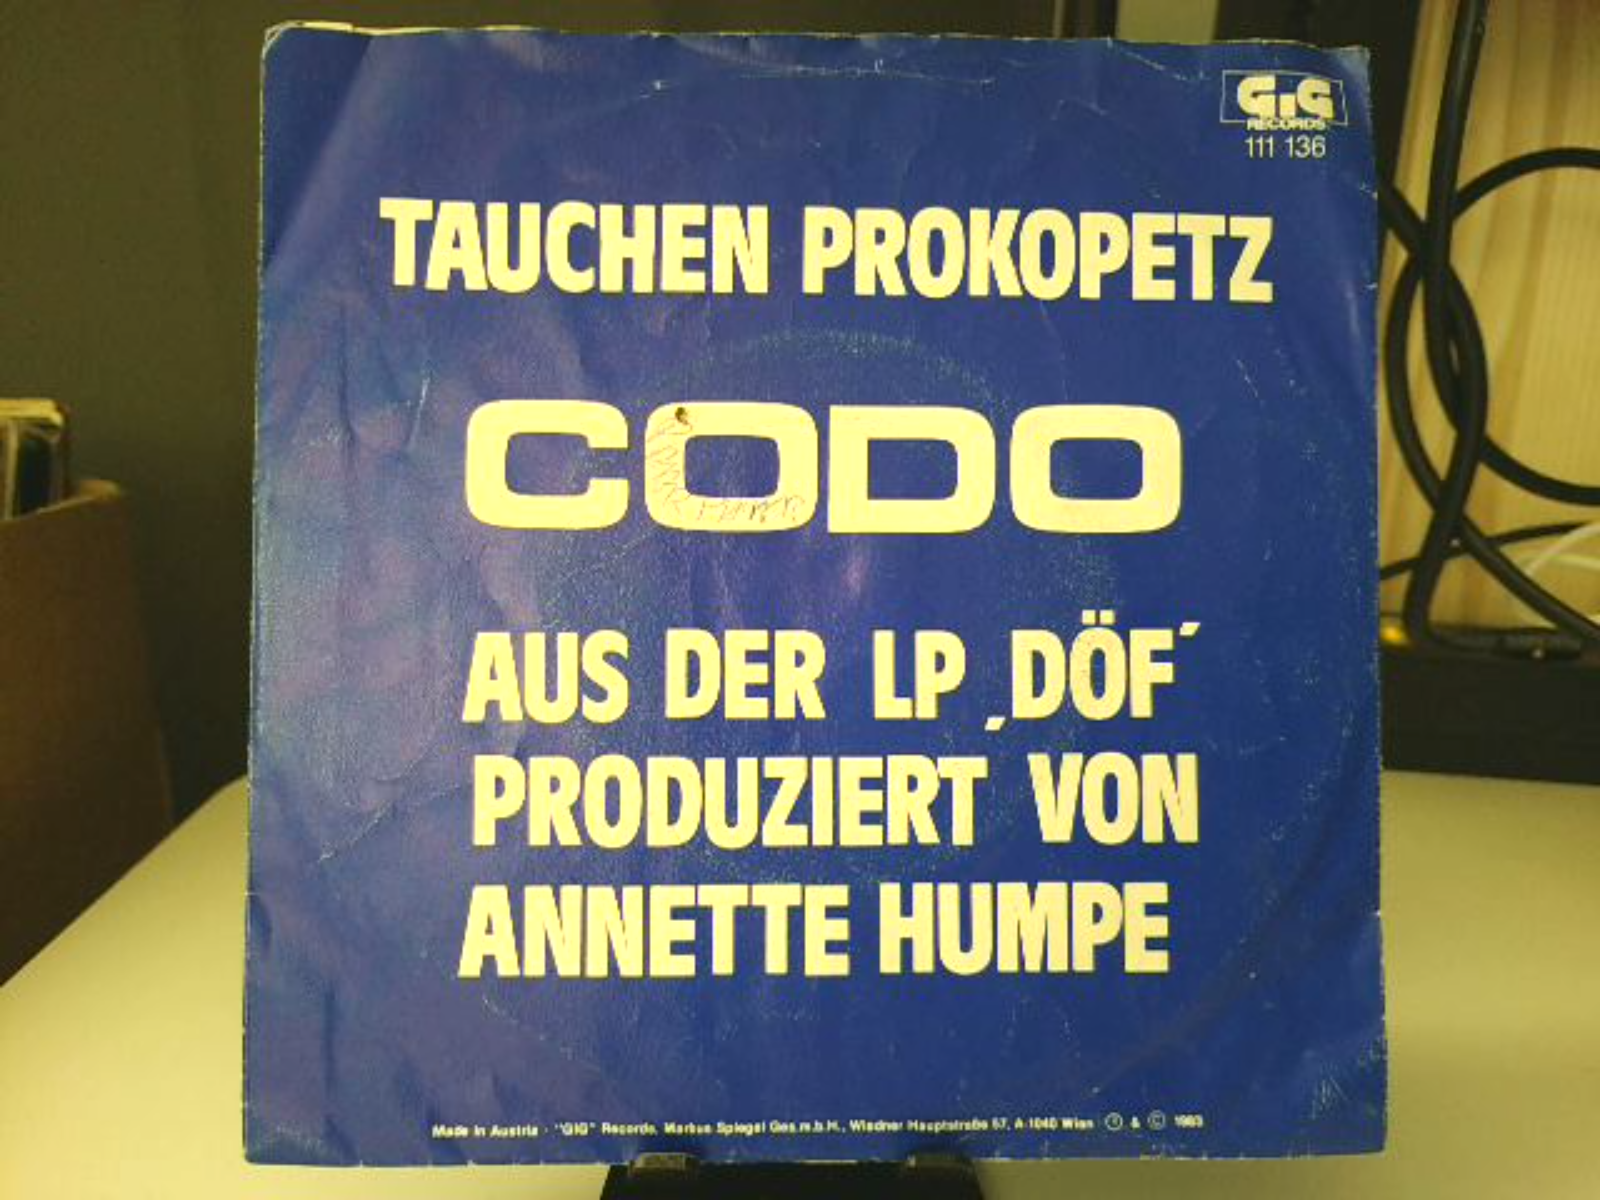 GiG
RECORDS
111 136
TAUCHEN PROKOPETZ
CODO
AUS DER LP ‚DÖF´
PRODUZIERT VON
ANNETTE HUMPE
Made in Austria · "GIG" Records, Markus Spiegel Ges.m.b.H., Wiedner Hauptstraße 57, A-1040 Wien Ⓟ & © 1983